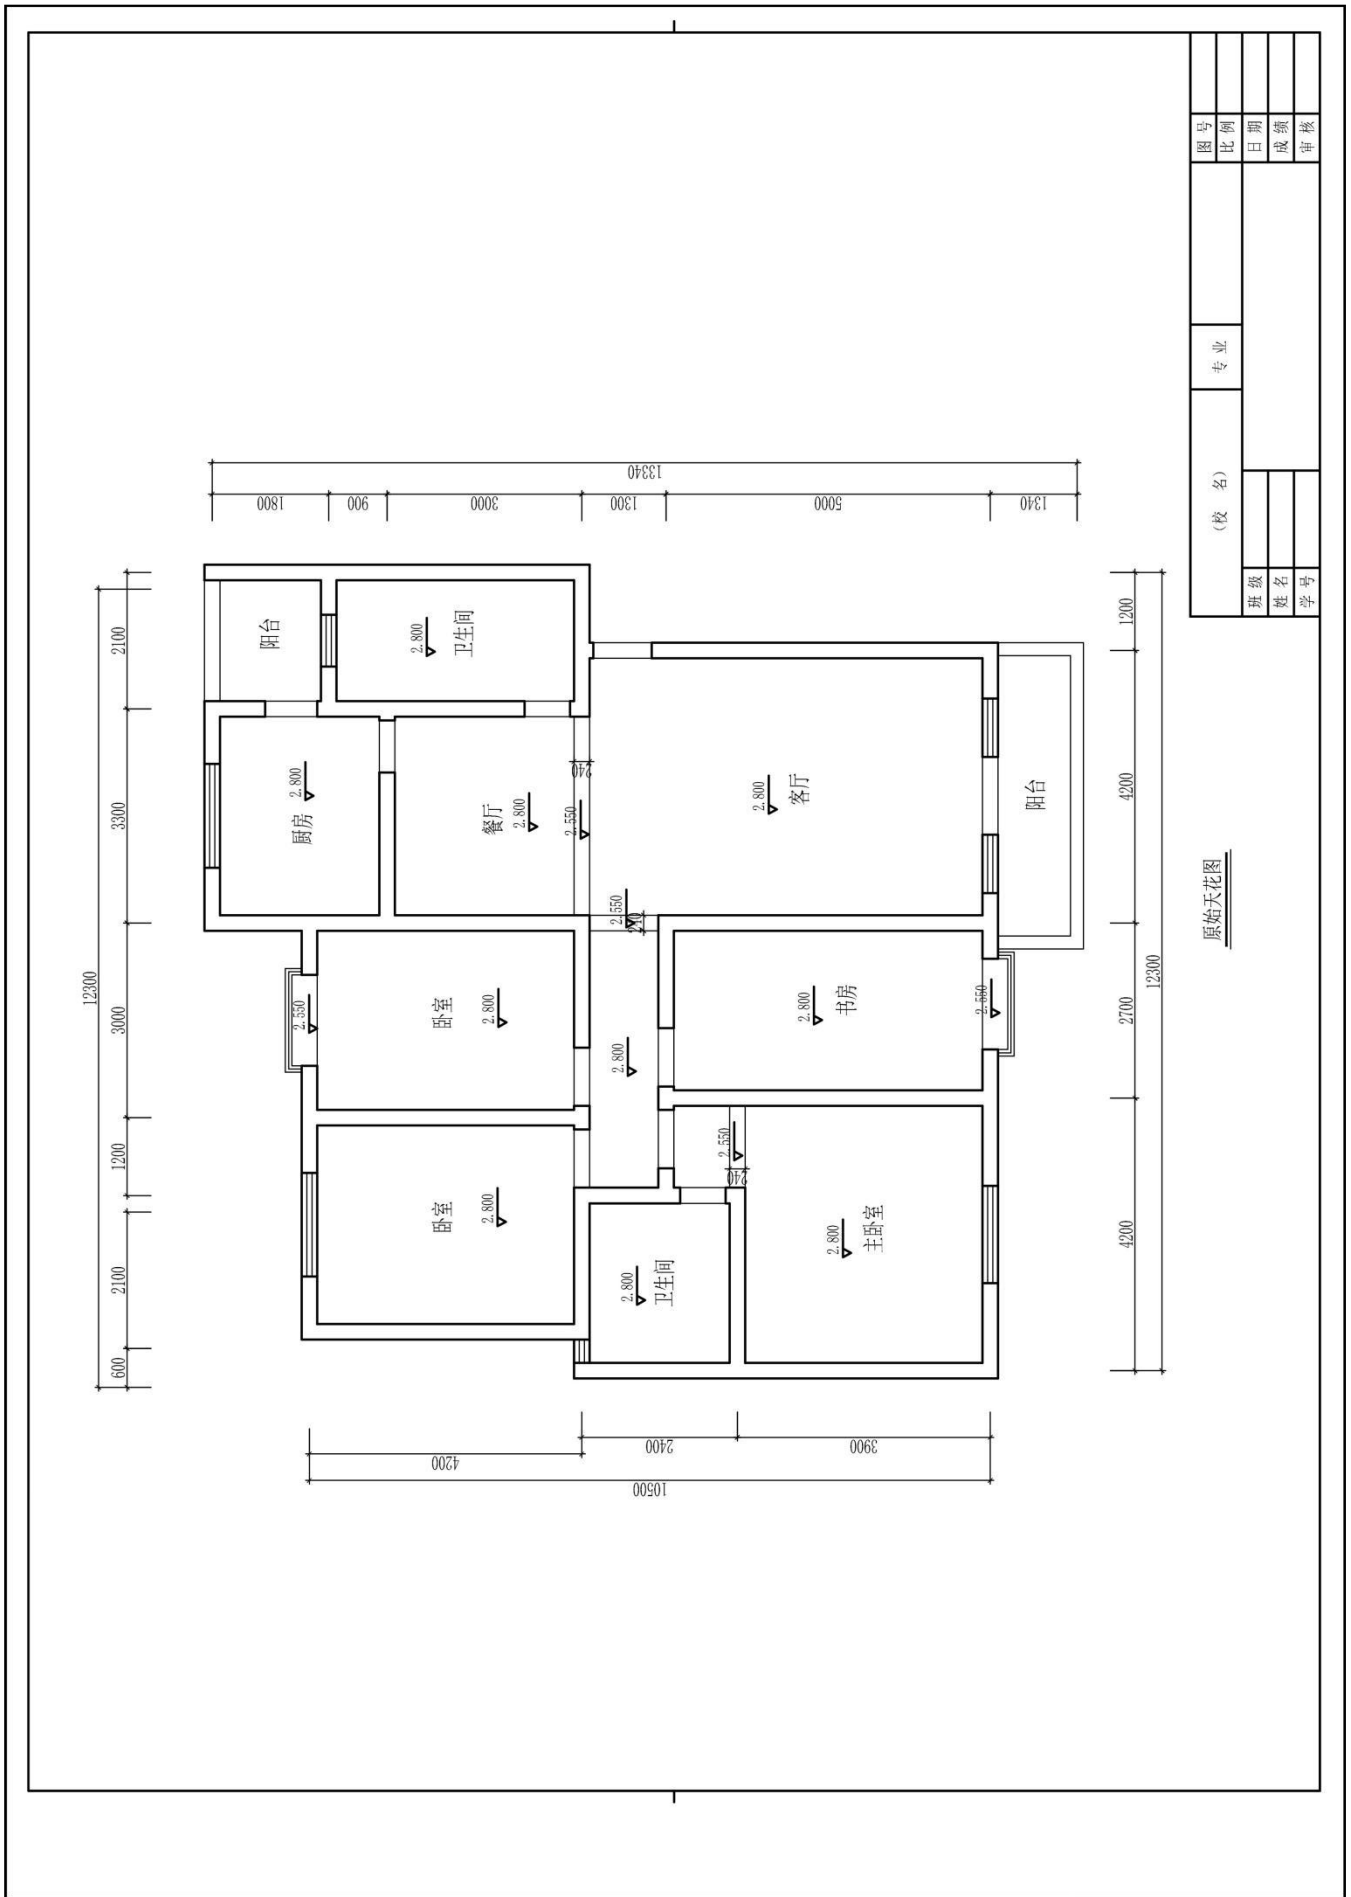 12300
600
2100
1200
3000
3300
2100
厨房
2.800
阳台
2.550
卧室
2.800
卧室
2.800
餐厅
2.800
卫生间
2.800
2.550
240
2.550
2.800
卫生间
2.800
2.550
240
主卧室
2.800
书房
2.800
客厅
2.800
2.550
阳台
10500
4200
2400
3900
1800
900
3000
1300
5000
1340
13340
4200
2700
4200
1200
12300
原始天花图
(校 名)
专 业
图 号
比 例
班 级
姓 名
学 号
日 期
成 绩
审 核